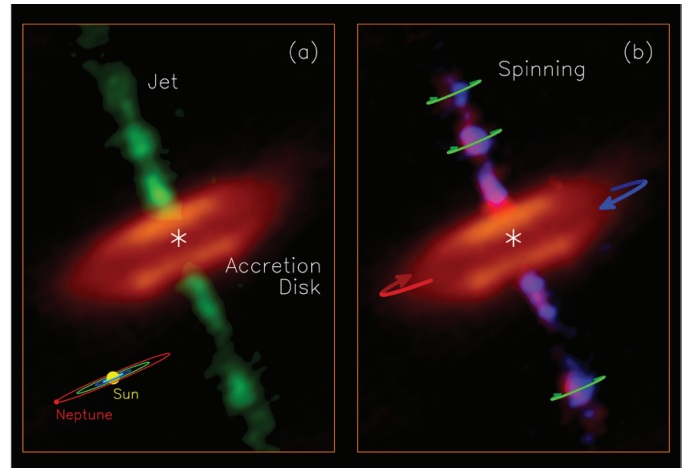 (a)
Jet
*
Accretion
Disk
Sun
Neptune
(b)
Spinning
*